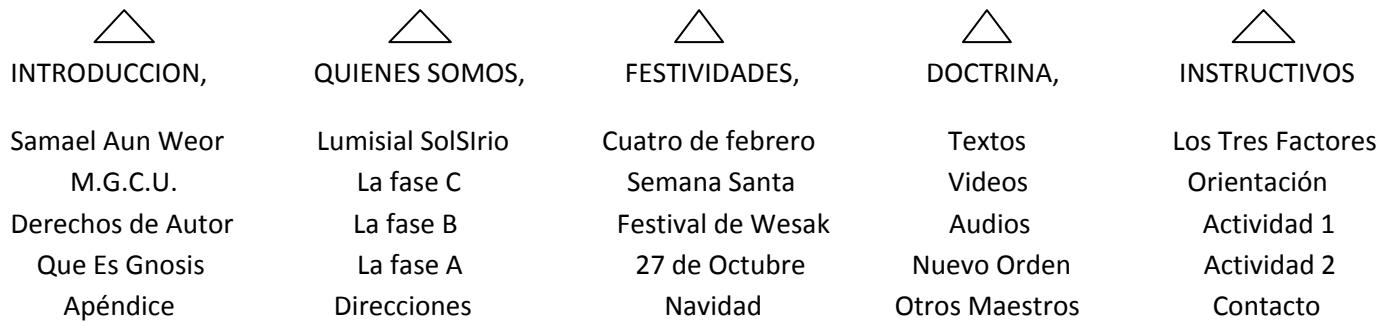 INTRODUCCION, QUIENES SOMOS, FESTIVIDADES, DOCTRINA, INSTRUCTIVOS
Samael Aun Weor Lumisial SolSIrio Cuatro de febrero Textos Los Tres Factores
M.G.C.U. La fase C Semana Santa Videos Orientación
Derechos de Autor La fase B Festival de Wesak Audios Actividad 1
Que Es Gnosis La fase A 27 de Octubre Nuevo Orden Actividad 2
Apéndice Direcciones Navidad Otros Maestros Contacto